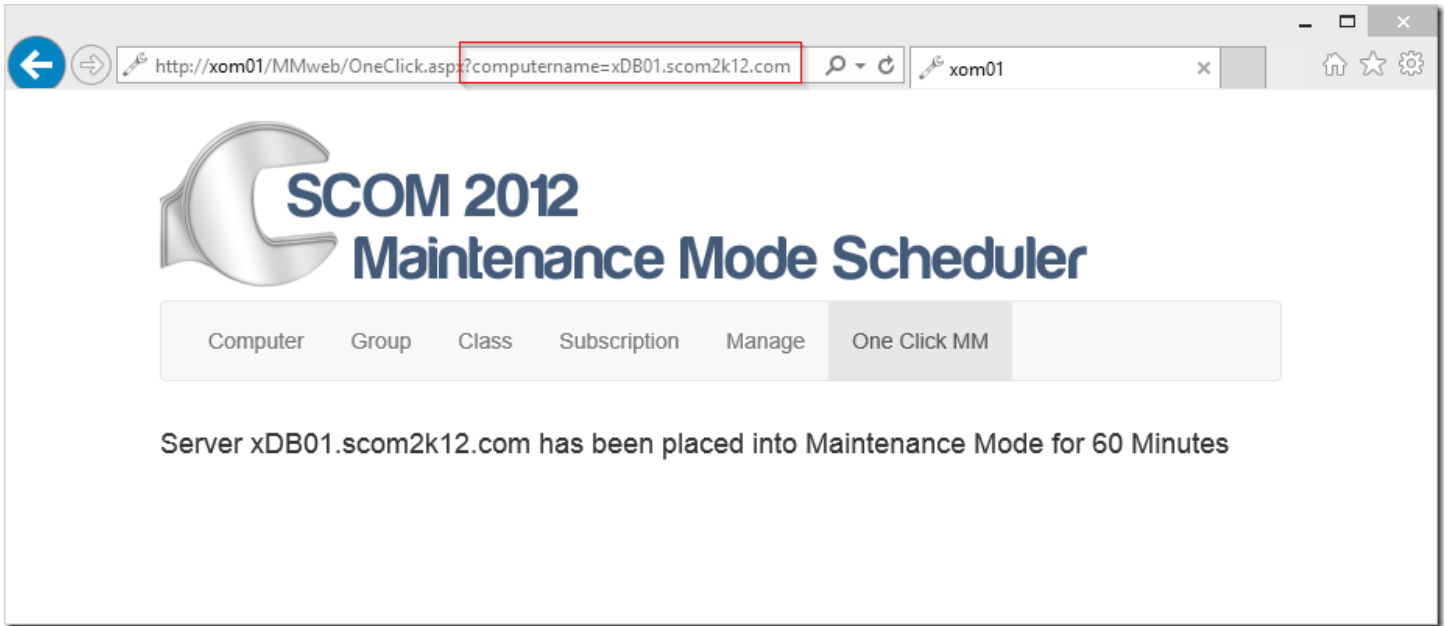 http://xom01/MMweb/OneClick.aspx?computername=xDB01.scom2k12.com
xom01
SCOM 2012
Maintenance Mode Scheduler
Computer Group Class Subscription Manage One Click MM
Server xDB01.scom2k12.com has been placed into Maintenance Mode for 60 Minutes